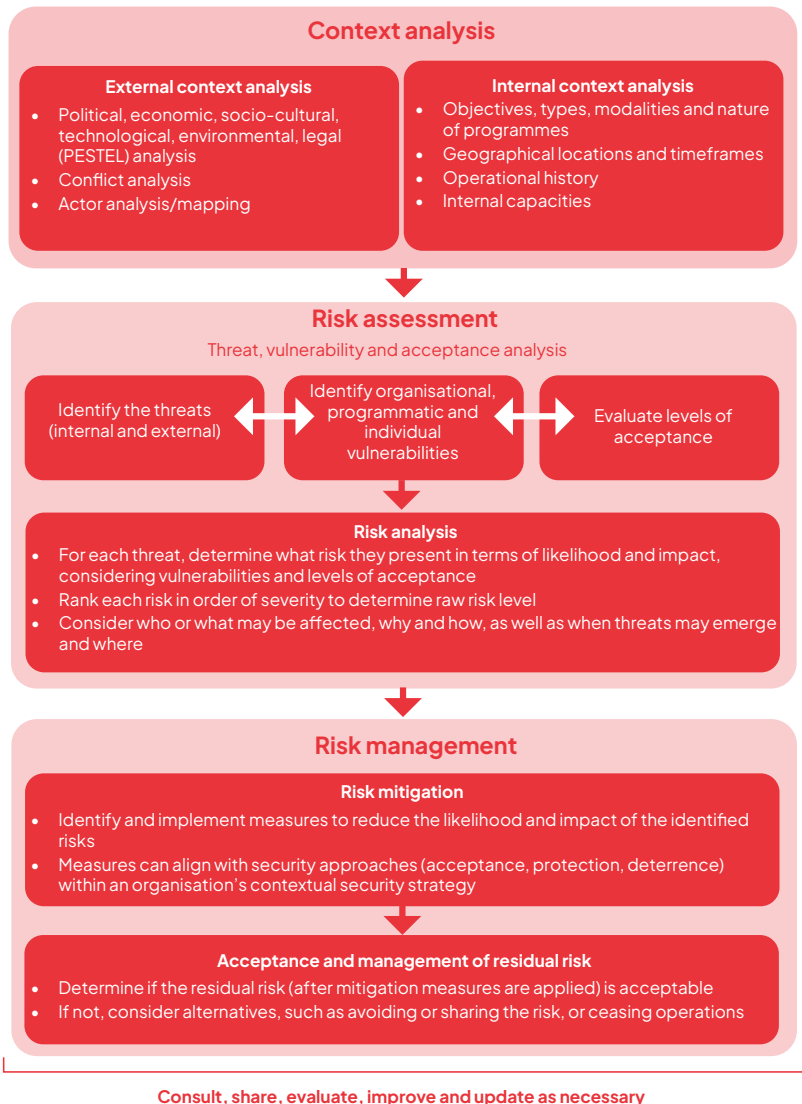 Context analysis
External context analysis
• Political, economic, socio-cultural,
technological, environmental, legal
(PESTEL) analysis
• Conflict analysis
• Actor analysis/mapping
Internal context analysis
• Objectives, types, modalities and nature
of programmes
• Geographical locations and timeframes
• Operational history
• Internal capacities
Risk assessment
Threat, vulnerability and acceptance analysis
Identify the threats
(internal and external)
Identify organisational,
programmatic and
individual
vulnerabilities
Evaluate levels of
acceptance
Risk analysis
• For each threat, determine what risk they present in terms of likelihood and impact,
considering vulnerabilities and levels of acceptance
• Rank each risk in order of severity to determine raw risk level
• Consider who or what may be affected, why and how, as well as when threats may emerge
and where
Risk management
Risk mitigation
• Identify and implement measures to reduce the likelihood and impact of the identified
risks
• Measures can align with security approaches (acceptance, protection, deterrence)
within an organisation's contextual security strategy
Acceptance and management of residual risk
• Determine if the residual risk (after mitigation measures are applied) is acceptable
• If not, consider alternatives, such as avoiding or sharing the risk, or ceasing operations
Consult, share, evaluate, improve and update as necessary